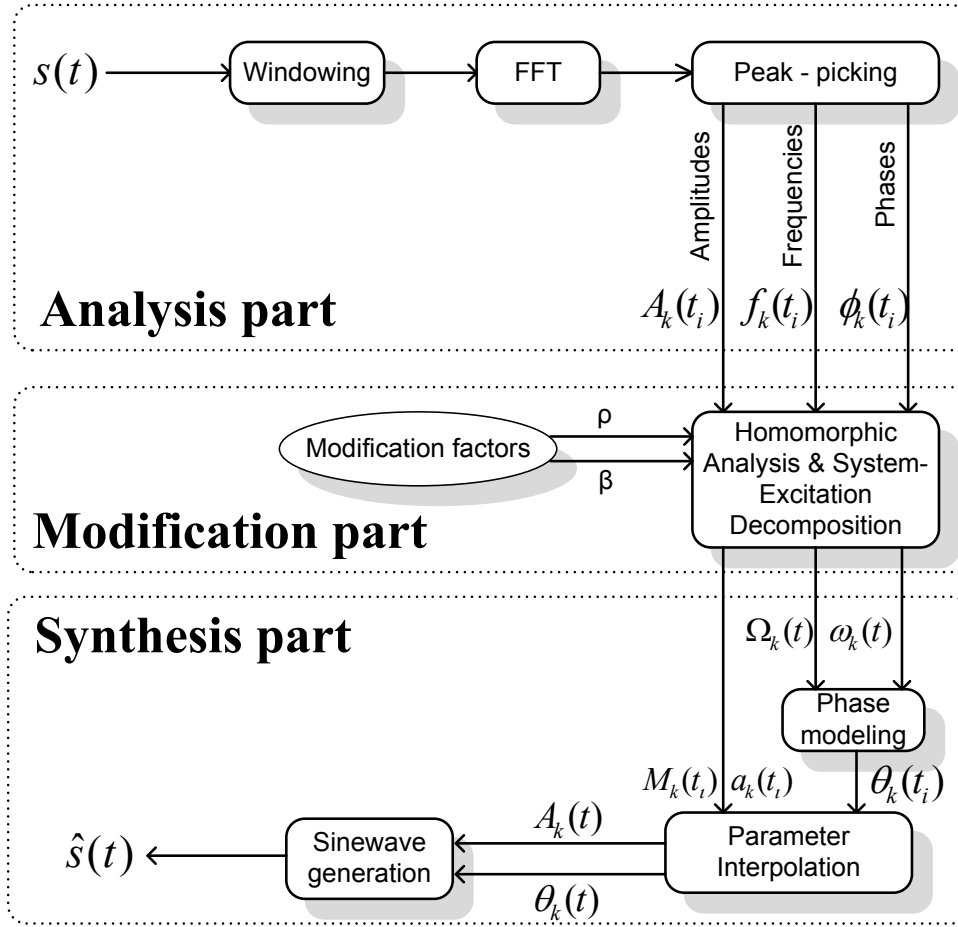 s(t)
Windowing
FFT
Peak - picking
Amplitudes
Frequencies
Phases
Analysis part
A_k(t_i)
f_k(t_i)
ϕ_k(t_i)
Modification factors
ρ
β
Homomorphic
Analysis & System-
Excitation
Decomposition
Modification part
Synthesis part
Ω_k(t)
ω_k(t)
Phase
modeling
M_k(t_ι)
a_k(t_ι)
θ_k(t_i)
ŝ(t)
Sinewave
generation
A_k(t)
θ_k(t)
Parameter
Interpolation